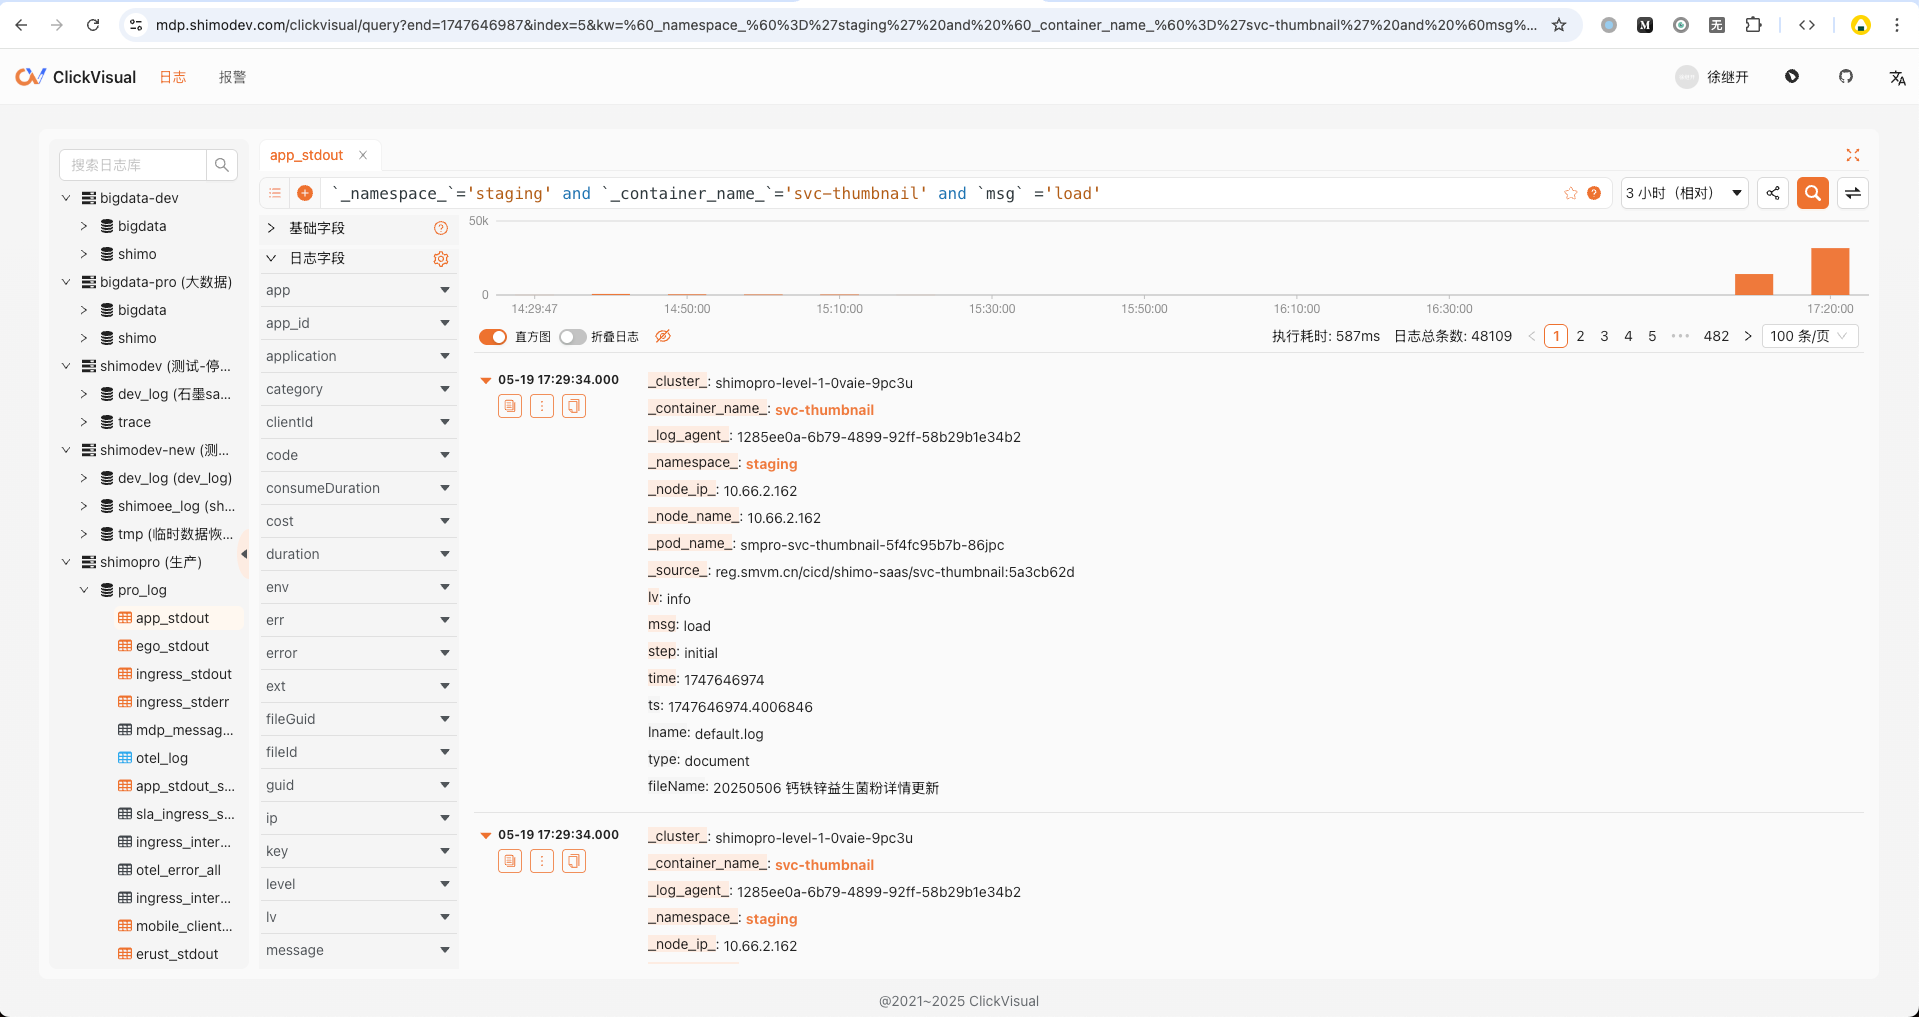 mdp.shimodev.com/clickvisual/query?end=1747646987&index=5&kw=%60_namespace_%60%3D%27staging%27%20and%20%60_container_name_%60%3D%27svc-thumbnail%27%20and%20%60msg%...
ClickVisual
日志
报警
徐继开
搜索日志库
bigdata-dev
bigdata
shimo
bigdata-pro (大数据)
bigdata
shimo
shimodev (测试-停...
dev_log (石墨sa...
trace
shimodev-new (测...
dev_log (dev_log)
shimoee_log (sh...
tmp (临时数据恢...
shimopro (生产)
pro_log
app_stdout
ego_stdout
ingress_stdout
ingress_stderr
mdp_messag...
otel_log
app_stdout_s...
sla_ingress_s...
ingress_inter...
otel_error_all
ingress_inter...
mobile_client...
erust_stdout
app_stdout
`_namespace_`='staging' and `_container_name_`='svc-thumbnail' and `msg` ='load'
3 小时（相对）
基础字段
日志字段
app
app_id
application
category
clientId
code
consumeDuration
cost
duration
env
err
error
ext
fileGuid
fileId
guid
ip
key
level
lv
message
50k
0
14:29:47 14:50:00 15:10:00 15:30:00 15:50:00 16:10:00 16:30:00 17:20:00
直方图 折叠日志
执行耗时: 587ms 日志总条数: 48109 < 1 2 3 4 5 ••• 482 > 100 条/页
05-19 17:29:34.000
_cluster_: shimopro-level-1-0vaie-9pc3u
_container_name_: svc-thumbnail
_log_agent_: 1285ee0a-6b79-4899-92ff-58b29b1e34b2
_namespace_: staging
_node_ip_: 10.66.2.162
_node_name_: 10.66.2.162
_pod_name_: smpro-svc-thumbnail-5f4fc95b7b-86jpc
_source_: reg.smvm.cn/cicd/shimo-saas/svc-thumbnail:5a3cb62d
lv: info
msg: load
step: initial
time: 1747646974
ts: 1747646974.4006846
lname: default.log
type: document
fileName: 20250506 钙铁锌益生菌粉详情更新
05-19 17:29:34.000
_cluster_: shimopro-level-1-0vaie-9pc3u
_container_name_: svc-thumbnail
_log_agent_: 1285ee0a-6b79-4899-92ff-58b29b1e34b2
_namespace_: staging
_node_ip_: 10.66.2.162
@2021~2025 ClickVisual